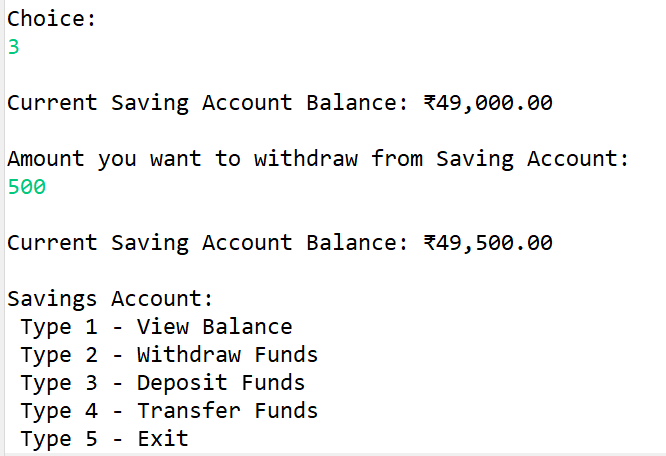 Choice:
3
Current Saving Account Balance: ₹49,000.00
Amount you want to withdraw from Saving Account:
500
Current Saving Account Balance: ₹49,500.00
Savings Account:
Type 1 - View Balance
Type 2 - Withdraw Funds
Type 3 - Deposit Funds
Type 4 - Transfer Funds
Type 5 - Exit